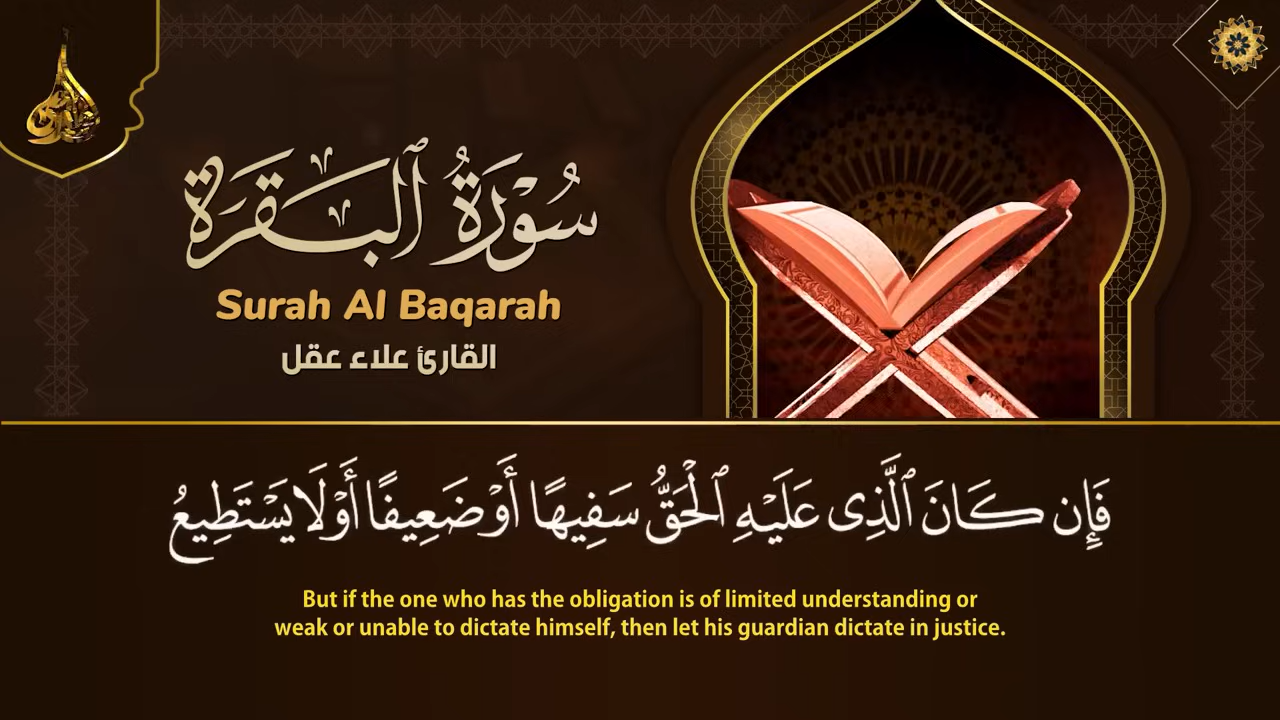 سُورَةُ ٱلْبَقَرَة
Surah Al Baqarah
القارئ علاء عقل
فَإِن كَانَ ٱلَّذِى عَلَيْهِ ٱلْحَقُّ سَفِيهًا أَوْ ضَعِيفًا أَوْ لَا يَسْتَطِيعُ
But if the one who has the obligation is of limited understanding or
weak or unable to dictate himself, then let his guardian dictate in justice.